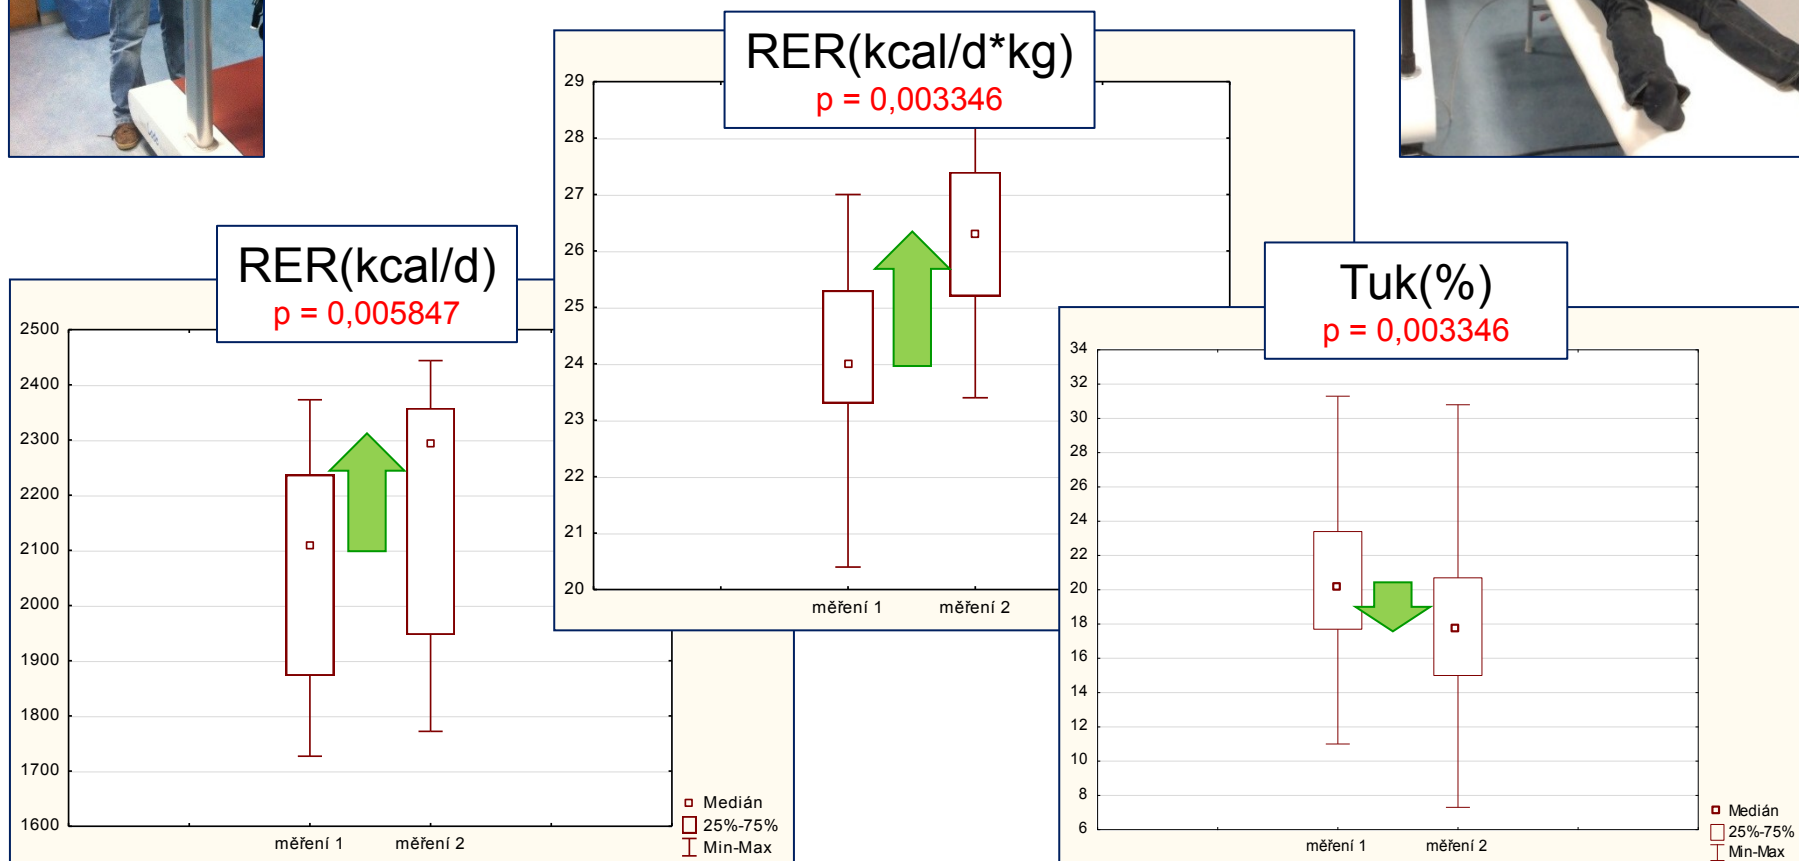 RER(kcal/d*kg)
p = 0,003346
29
28
27
26
25
24
23
22
21
20
měření 1 měření 2
RER(kcal/d)
p = 0,005847
2500
2400
2300
2200
2100
2000
1900
1800
1700
1600
měření 1 měření 2
Medián
25%-75%
Min-Max
Tuk(%)
p = 0,003346
34
32
30
28
26
24
22
20
18
16
14
12
10
8
6
měření 1 měření 2
Medián
25%-75%
Min-Max